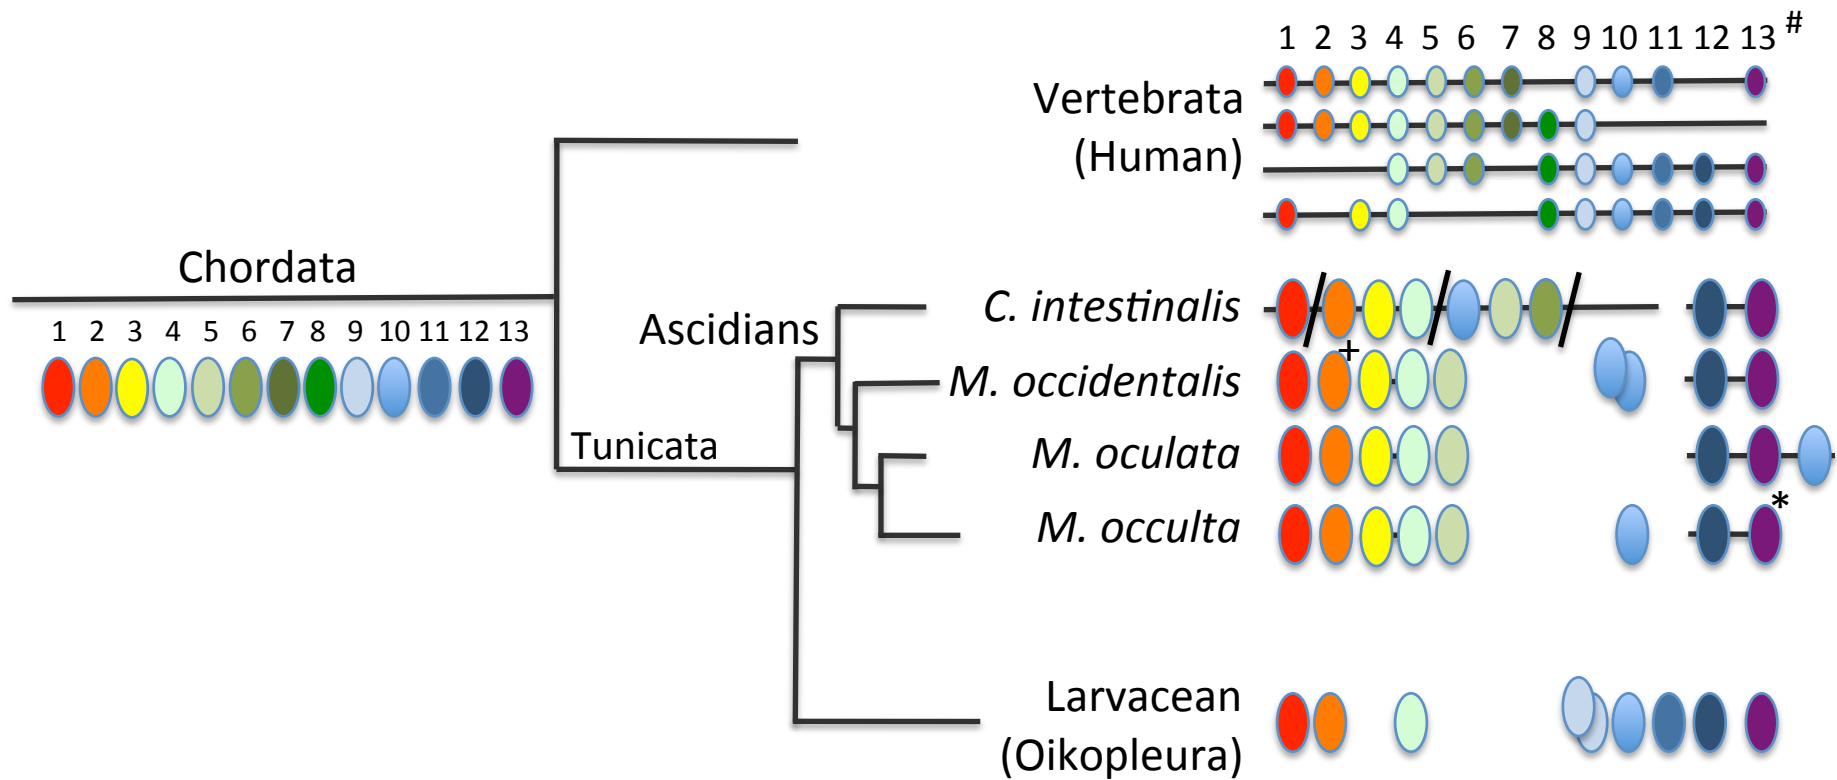 1 2 3 4 5 6 7 8 9 10 11 12 13 #
Vertebrata
(Human)
Chordata
1 2 3 4 5 6 7 8 9 10 11 12 13
Ascidians
C. intestinalis
+
M. occidentalis
Tunicata
M. oculata
*
M. occulta
Larvacean
(Oikopleura)